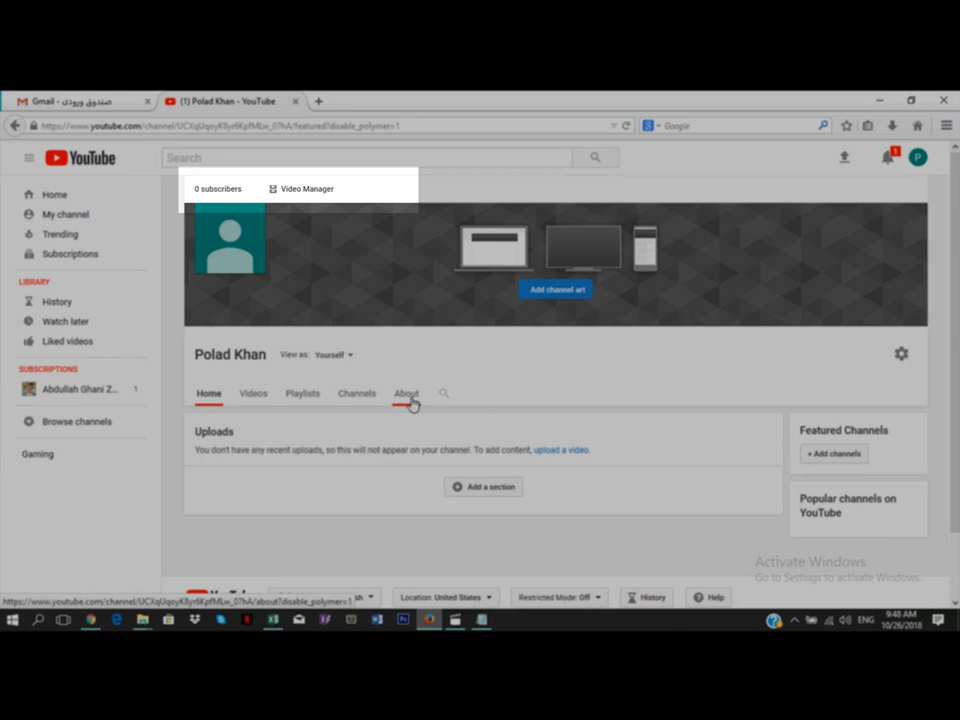 Gmail - صندوق ورودی
(1) Polad Khan - YouTube
https://www.youtube.com/channel/UCXqUqoyK8yr6KpfMLw_07hA/featured?disable_polymer=1
Google
YouTube
Search
1
P
0 subscribers
Video Manager
Home
My channel
Trending
Subscriptions
LIBRARY
History
Watch later
Liked videos
SUBSCRIPTIONS
Abdullah Ghani Z... 1
Browse channels
Gaming
Add channel art
Polad Khan
View as: Yourself
Home
Videos
Playlists
Channels
About
Uploads
You don't have any recent uploads, so this will not appear on your channel. To add content, upload a video.
Add a section
Featured Channels
+ Add channels
Popular channels on
YouTube
Activate Windows
Go to Settings to activate Windows.
Location: United States
Restricted Mode: Off
History
Help
https://www.youtube.com/channel/UCXqUqoyK8yr6KpfMLw_07hA/about?disable_polymer=1
ENG
9:48 AM
10/26/2018